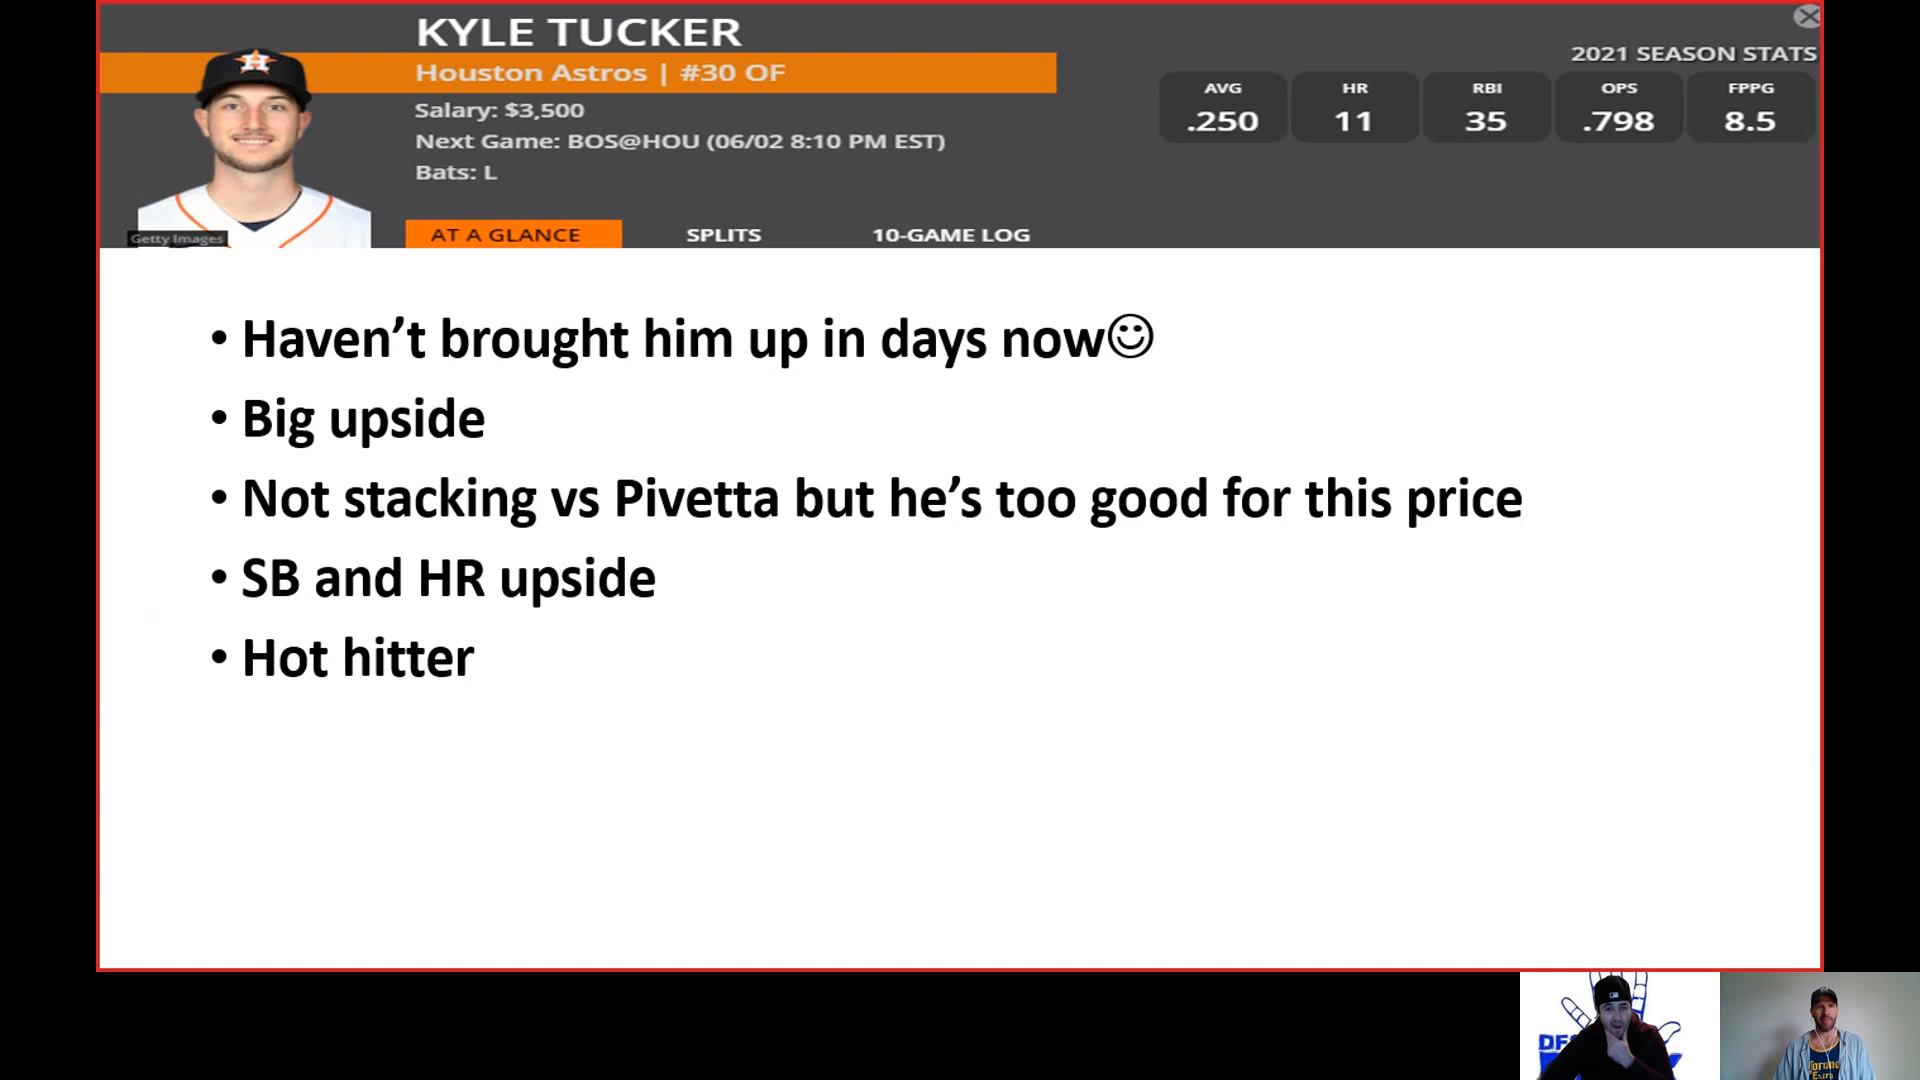 KYLE TUCKER
Houston Astros | #30 OF
Salary: $3,500
Next Game: BOS@HOU (06/02 8:10 PM EST)
Bats: L
2021 SEASON STATS
AVG HR RBI OPS FPPG
.250 11 35 .798 8.5
Getty Images
AT A GLANCE SPLITS 10-GAME LOG
• Haven’t brought him up in days now☺
• Big upside
• Not stacking vs Pivetta but he’s too good for this price
• SB and HR upside
• Hot hitter
Corona
Extra